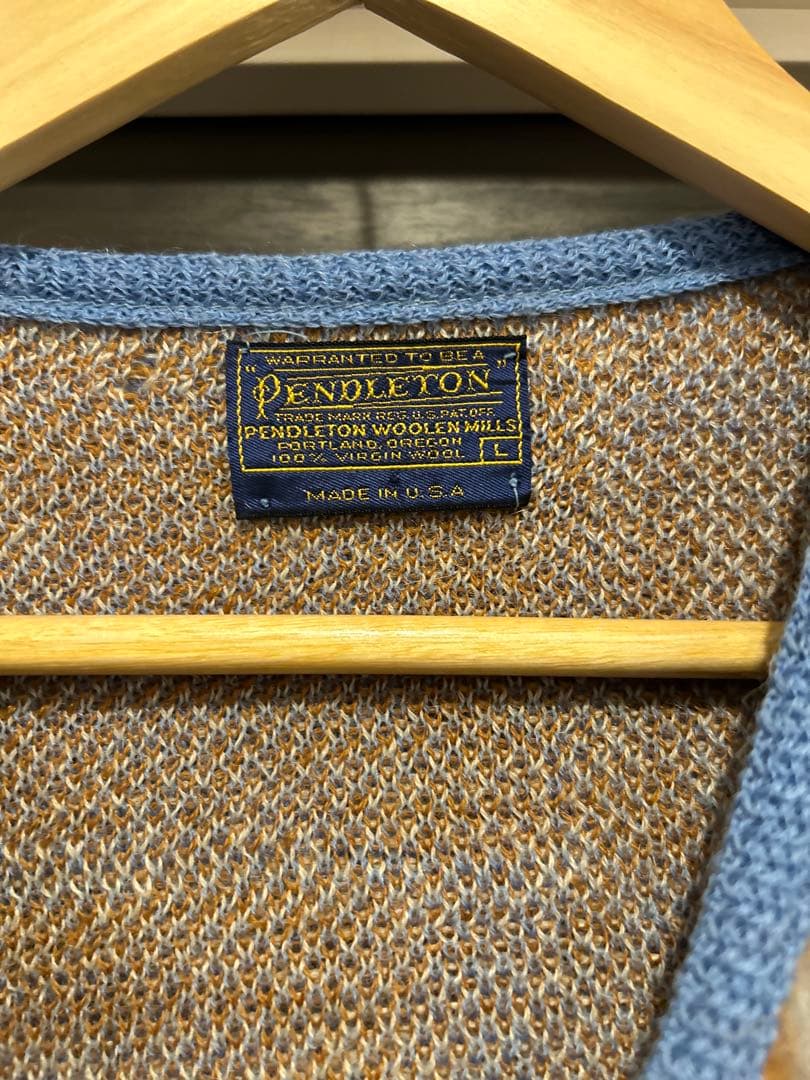 WARRANTED TO BE A
"PENDLETON"
TRADE MARK REG. U.S. PAT. OFF.
PENDLETON WOOLEN MILLS
PORTLAND, OREGON
100% VIRGIN WOOL L
MADE IN U.S.A